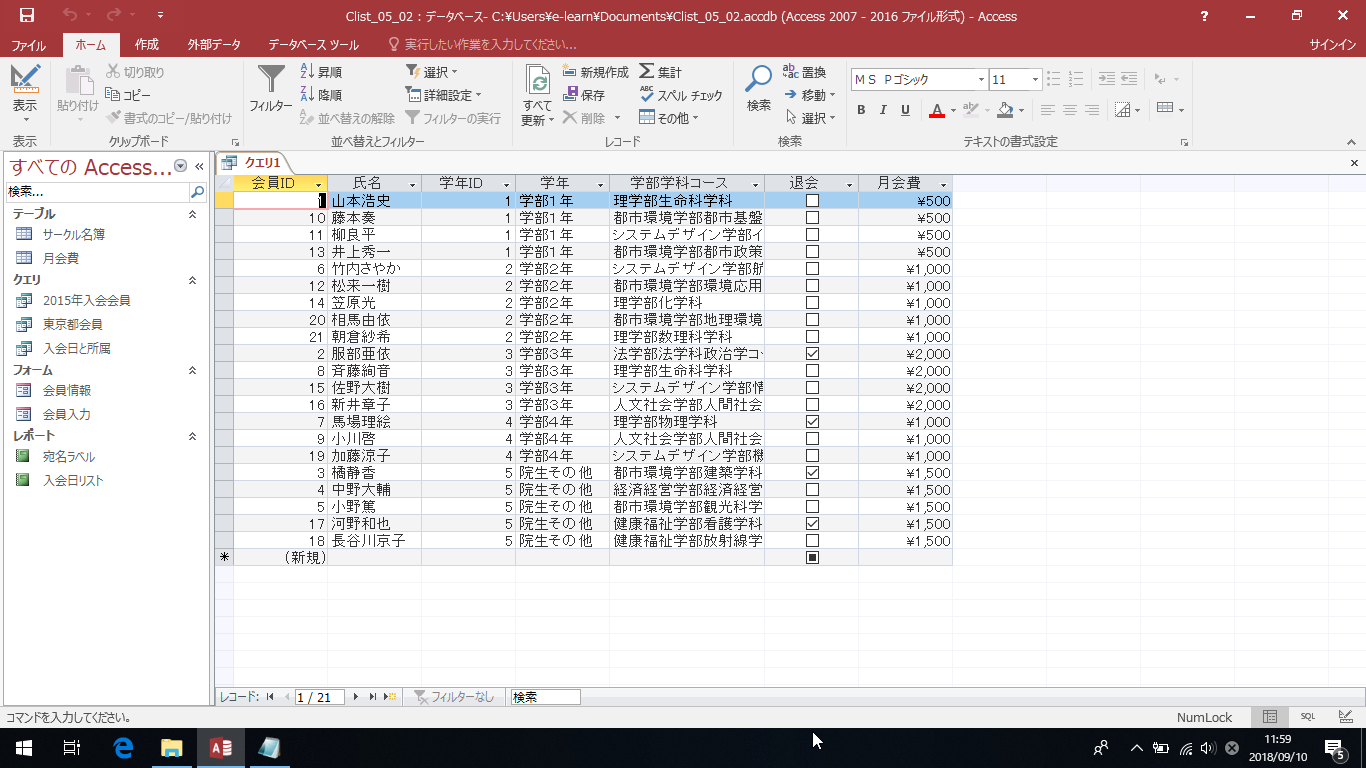 Clist_05_02 : データベース- C:¥Users¥e-learn¥Documents¥Clist_05_02.accdb (Access 2007 - 2016 ファイル形式) - Access
ファイル ホーム 作成 外部データ データベース ツール 実行したい作業を入力してください... サインイン
表示
表示
貼り付け
切り取り
コピー
書式のコピー/貼り付け
クリップボード
フィルター
昇順
降順
並べ替えの解除
選択
詳細設定
フィルターの実行
並べ替えとフィルター
すべて
更新
新規作成
保存
削除
集計
スペル チェック
その他
レコード
検索
置換
移動
選択
検索
ＭＳ Ｐゴシック 11
B I U A
テキストの書式設定
すべての Access...
検索...
テーブル
サークル名簿
月会費
クエリ
2015年入会会員
東京都会員
入会日と所属
フォーム
会員情報
会員入力
レポート
宛名ラベル
入会日リスト
クエリ1
会員ID 氏名 学年ID 学年 学部学科コース 退会 月会費
1 山本浩史 1 学部1年 理学部生命科学科 ¥500
10 藤本奏 1 学部1年 都市環境学部都市基盤 ¥500
11 柳良平 1 学部1年 システムデザイン学部イ ¥500
13 井上秀一 1 学部1年 都市環境学部都市政策 ¥500
6 竹内さやか 2 学部2年 システムデザイン学部航 ¥1,000
12 松来一樹 2 学部2年 都市環境学部環境応用 ¥1,000
14 笠原光 2 学部2年 理学部化学科 ¥1,000
20 相馬由依 2 学部2年 都市環境学部地理環境 ¥1,000
21 朝倉紗希 2 学部2年 理学部数理科学科 ¥1,000
2 服部亜依 3 学部3年 法学部法学科政治学コー ¥2,000
8 斉藤絢音 3 学部3年 理学部生命科学科 ¥2,000
15 佐野大樹 3 学部3年 システムデザイン学部情 ¥2,000
16 新井章子 3 学部3年 人文社会学部人間社会 ¥2,000
7 馬場理絵 4 学部4年 理学部物理学科 ¥1,000
9 小川啓 4 学部4年 人文社会学部人間社会 ¥1,000
19 加藤涼子 4 学部4年 システムデザイン学部機 ¥1,000
3 橘静香 5 院生その他 都市環境学部建築学科 ¥1,500
4 中野大輔 5 院生その他 経済経営学部経済経営 ¥1,500
5 小野篤 5 院生その他 都市環境学部観光科学 ¥1,500
17 河野和也 5 院生その他 健康福祉学部看護学科 ¥1,500
18 長谷川京子 5 院生その他 健康福祉学部放射線学 ¥1,500
* (新規)
レコード: 1 / 21 フィルターなし 検索
コマンドを入力してください。 NumLock SQL
11:59
2018/09/10
5